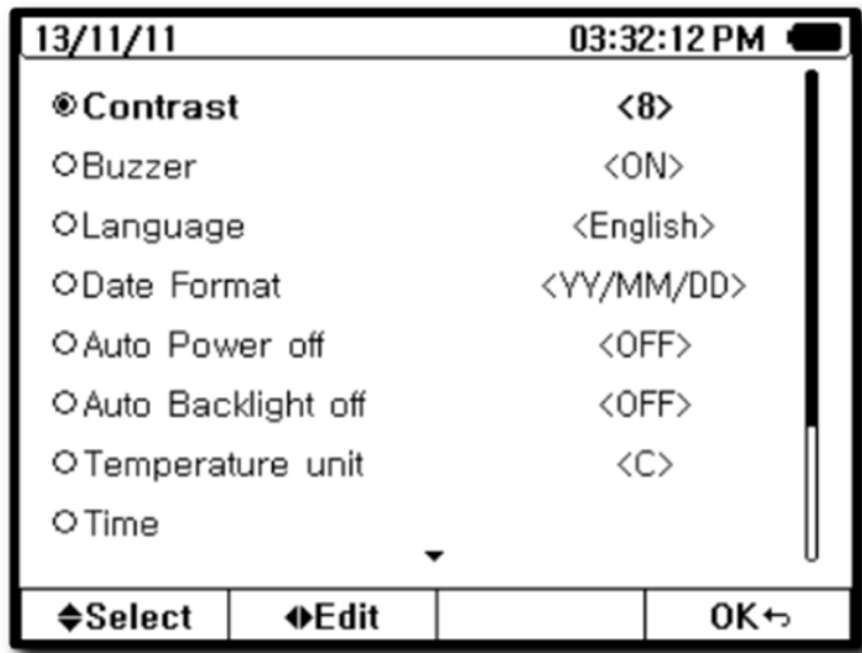 13/11/11 03:32:12 PM
Contrast <8>
Buzzer <ON>
Language <English>
Date Format <YY/MM/DD>
Auto Power off <OFF>
Auto Backlight off <OFF>
Temperature unit <C>
Time
Select Edit OK